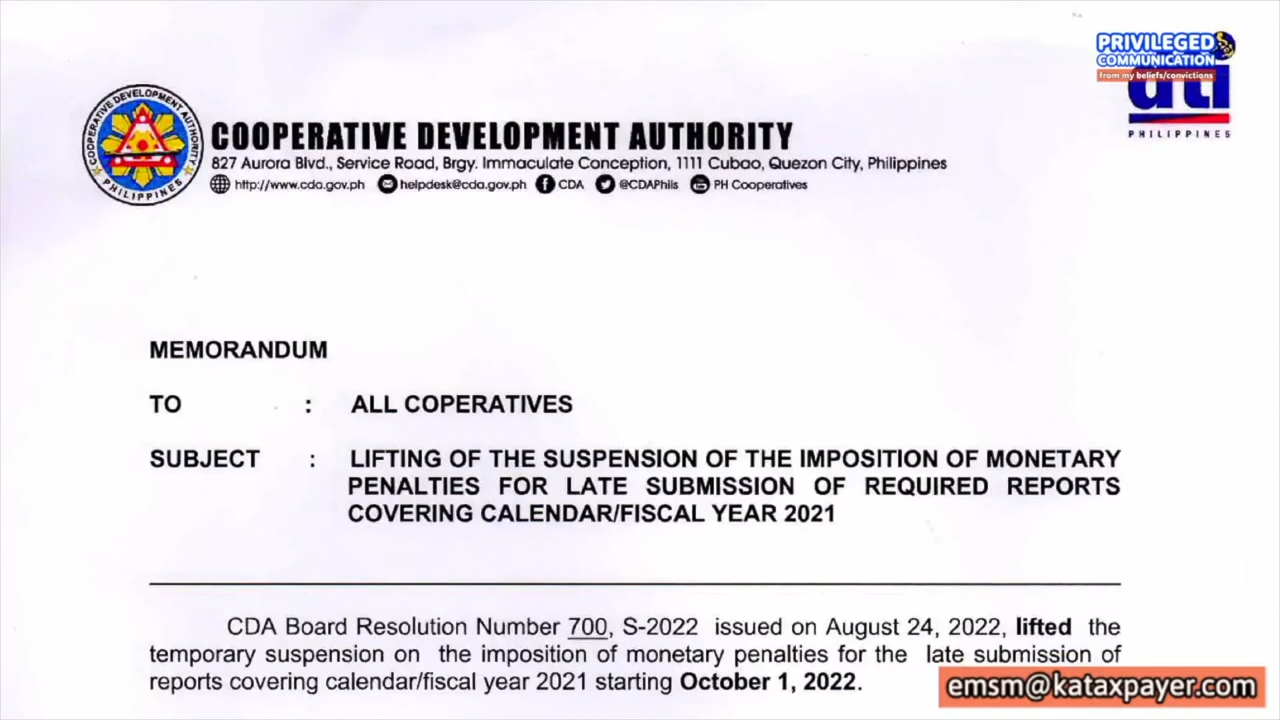 PRIVILEGED
COMMUNICATION
from my beliefs/convictions
dti
PHILIPPINES
COOPERATIVE DEVELOPMENT AUTHORITY
PHILIPPINES
COOPERATIVE DEVELOPMENT AUTHORITY
827 Aurora Blvd., Service Road, Brgy. Immaculate Conception, 1111 Cubao, Quezon City, Philippines
http://www.cda.gov.ph helpdesk@cda.gov.ph CDA @CDAPhils PH Cooperatives
MEMORANDUM
TO : ALL COPERATIVES
SUBJECT : LIFTING OF THE SUSPENSION OF THE IMPOSITION OF MONETARY
PENALTIES FOR LATE SUBMISSION OF REQUIRED REPORTS
COVERING CALENDAR/FISCAL YEAR 2021
CDA Board Resolution Number 700, S-2022 issued on August 24, 2022, lifted the
temporary suspension on the imposition of monetary penalties for the late submission of
reports covering calendar/fiscal year 2021 starting October 1, 2022.
emsm@kataxpayer.com